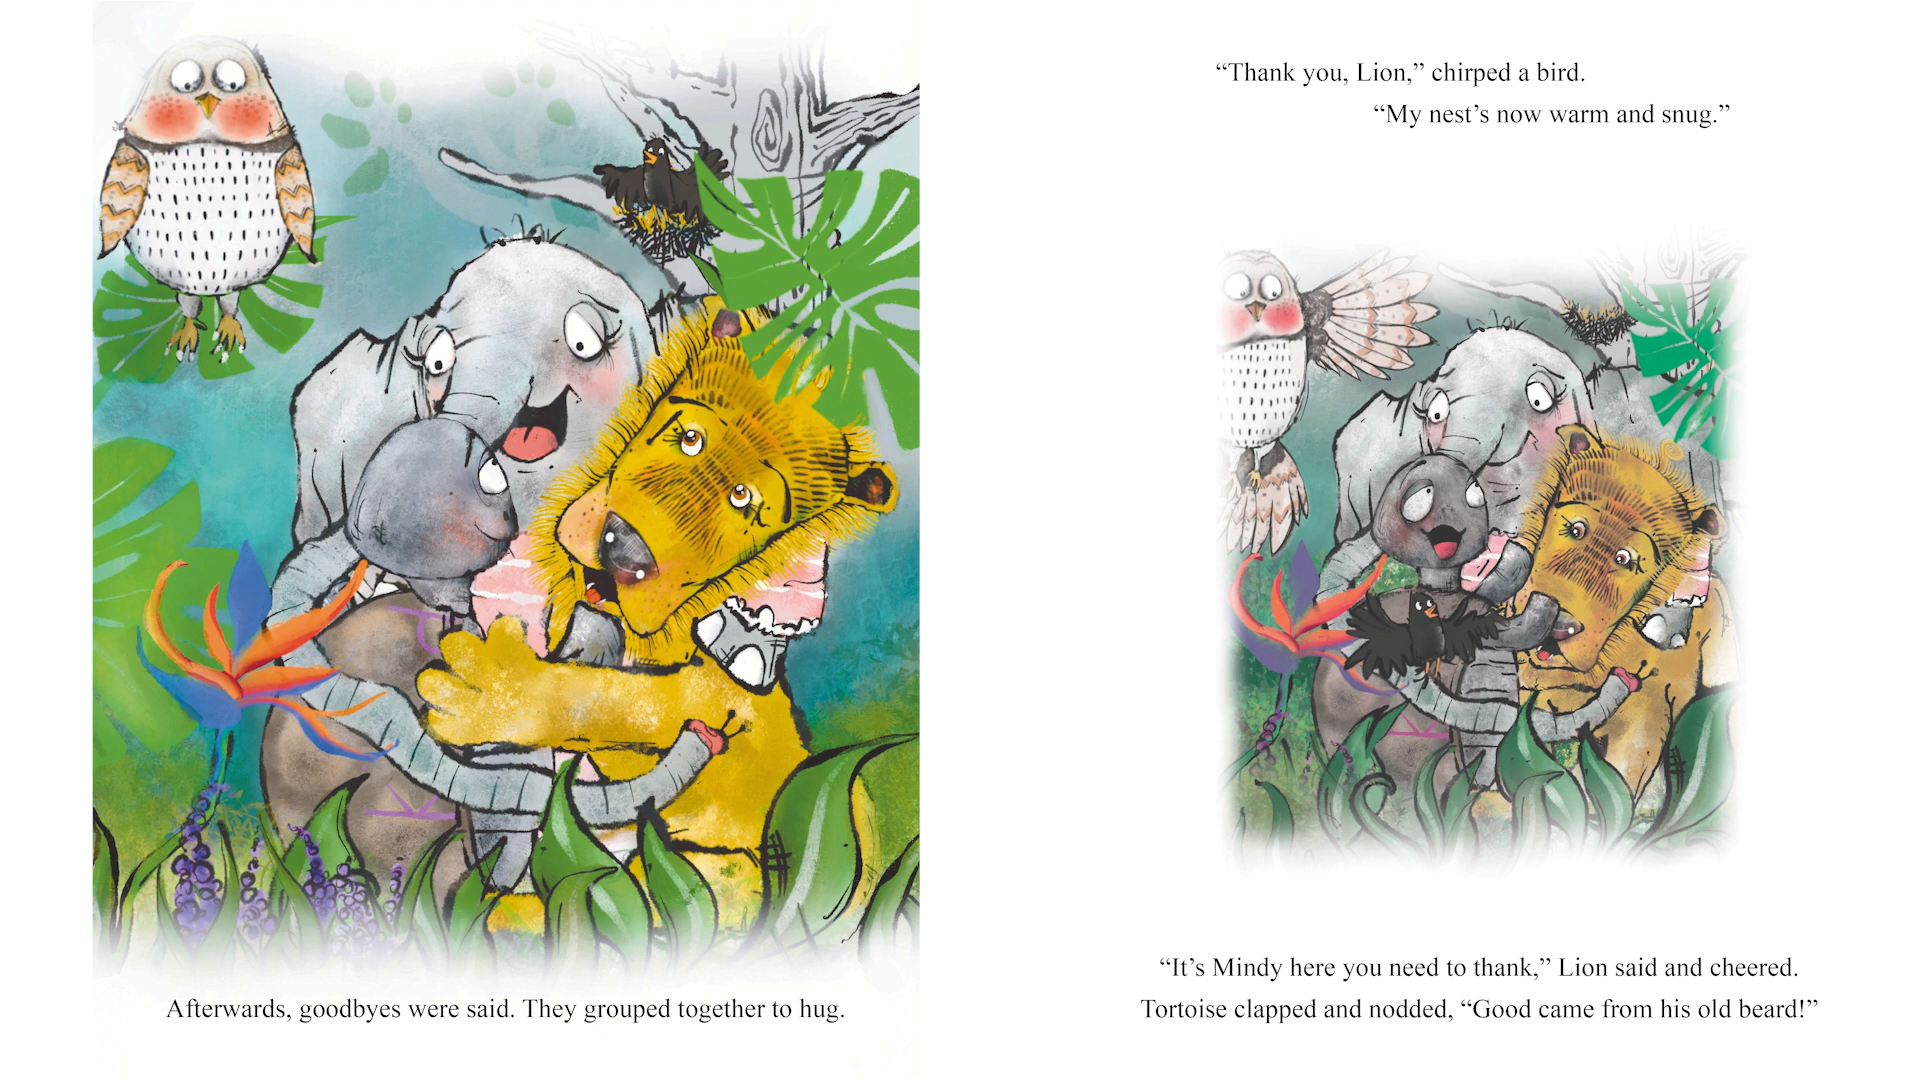 Afterwards, goodbyes were said. They grouped together to hug.
“Thank you, Lion,” chirped a bird.
“My nest’s now warm and snug.”
“It’s Mindy here you need to thank,” Lion said and cheered.
Tortoise clapped and nodded, “Good came from his old beard!”